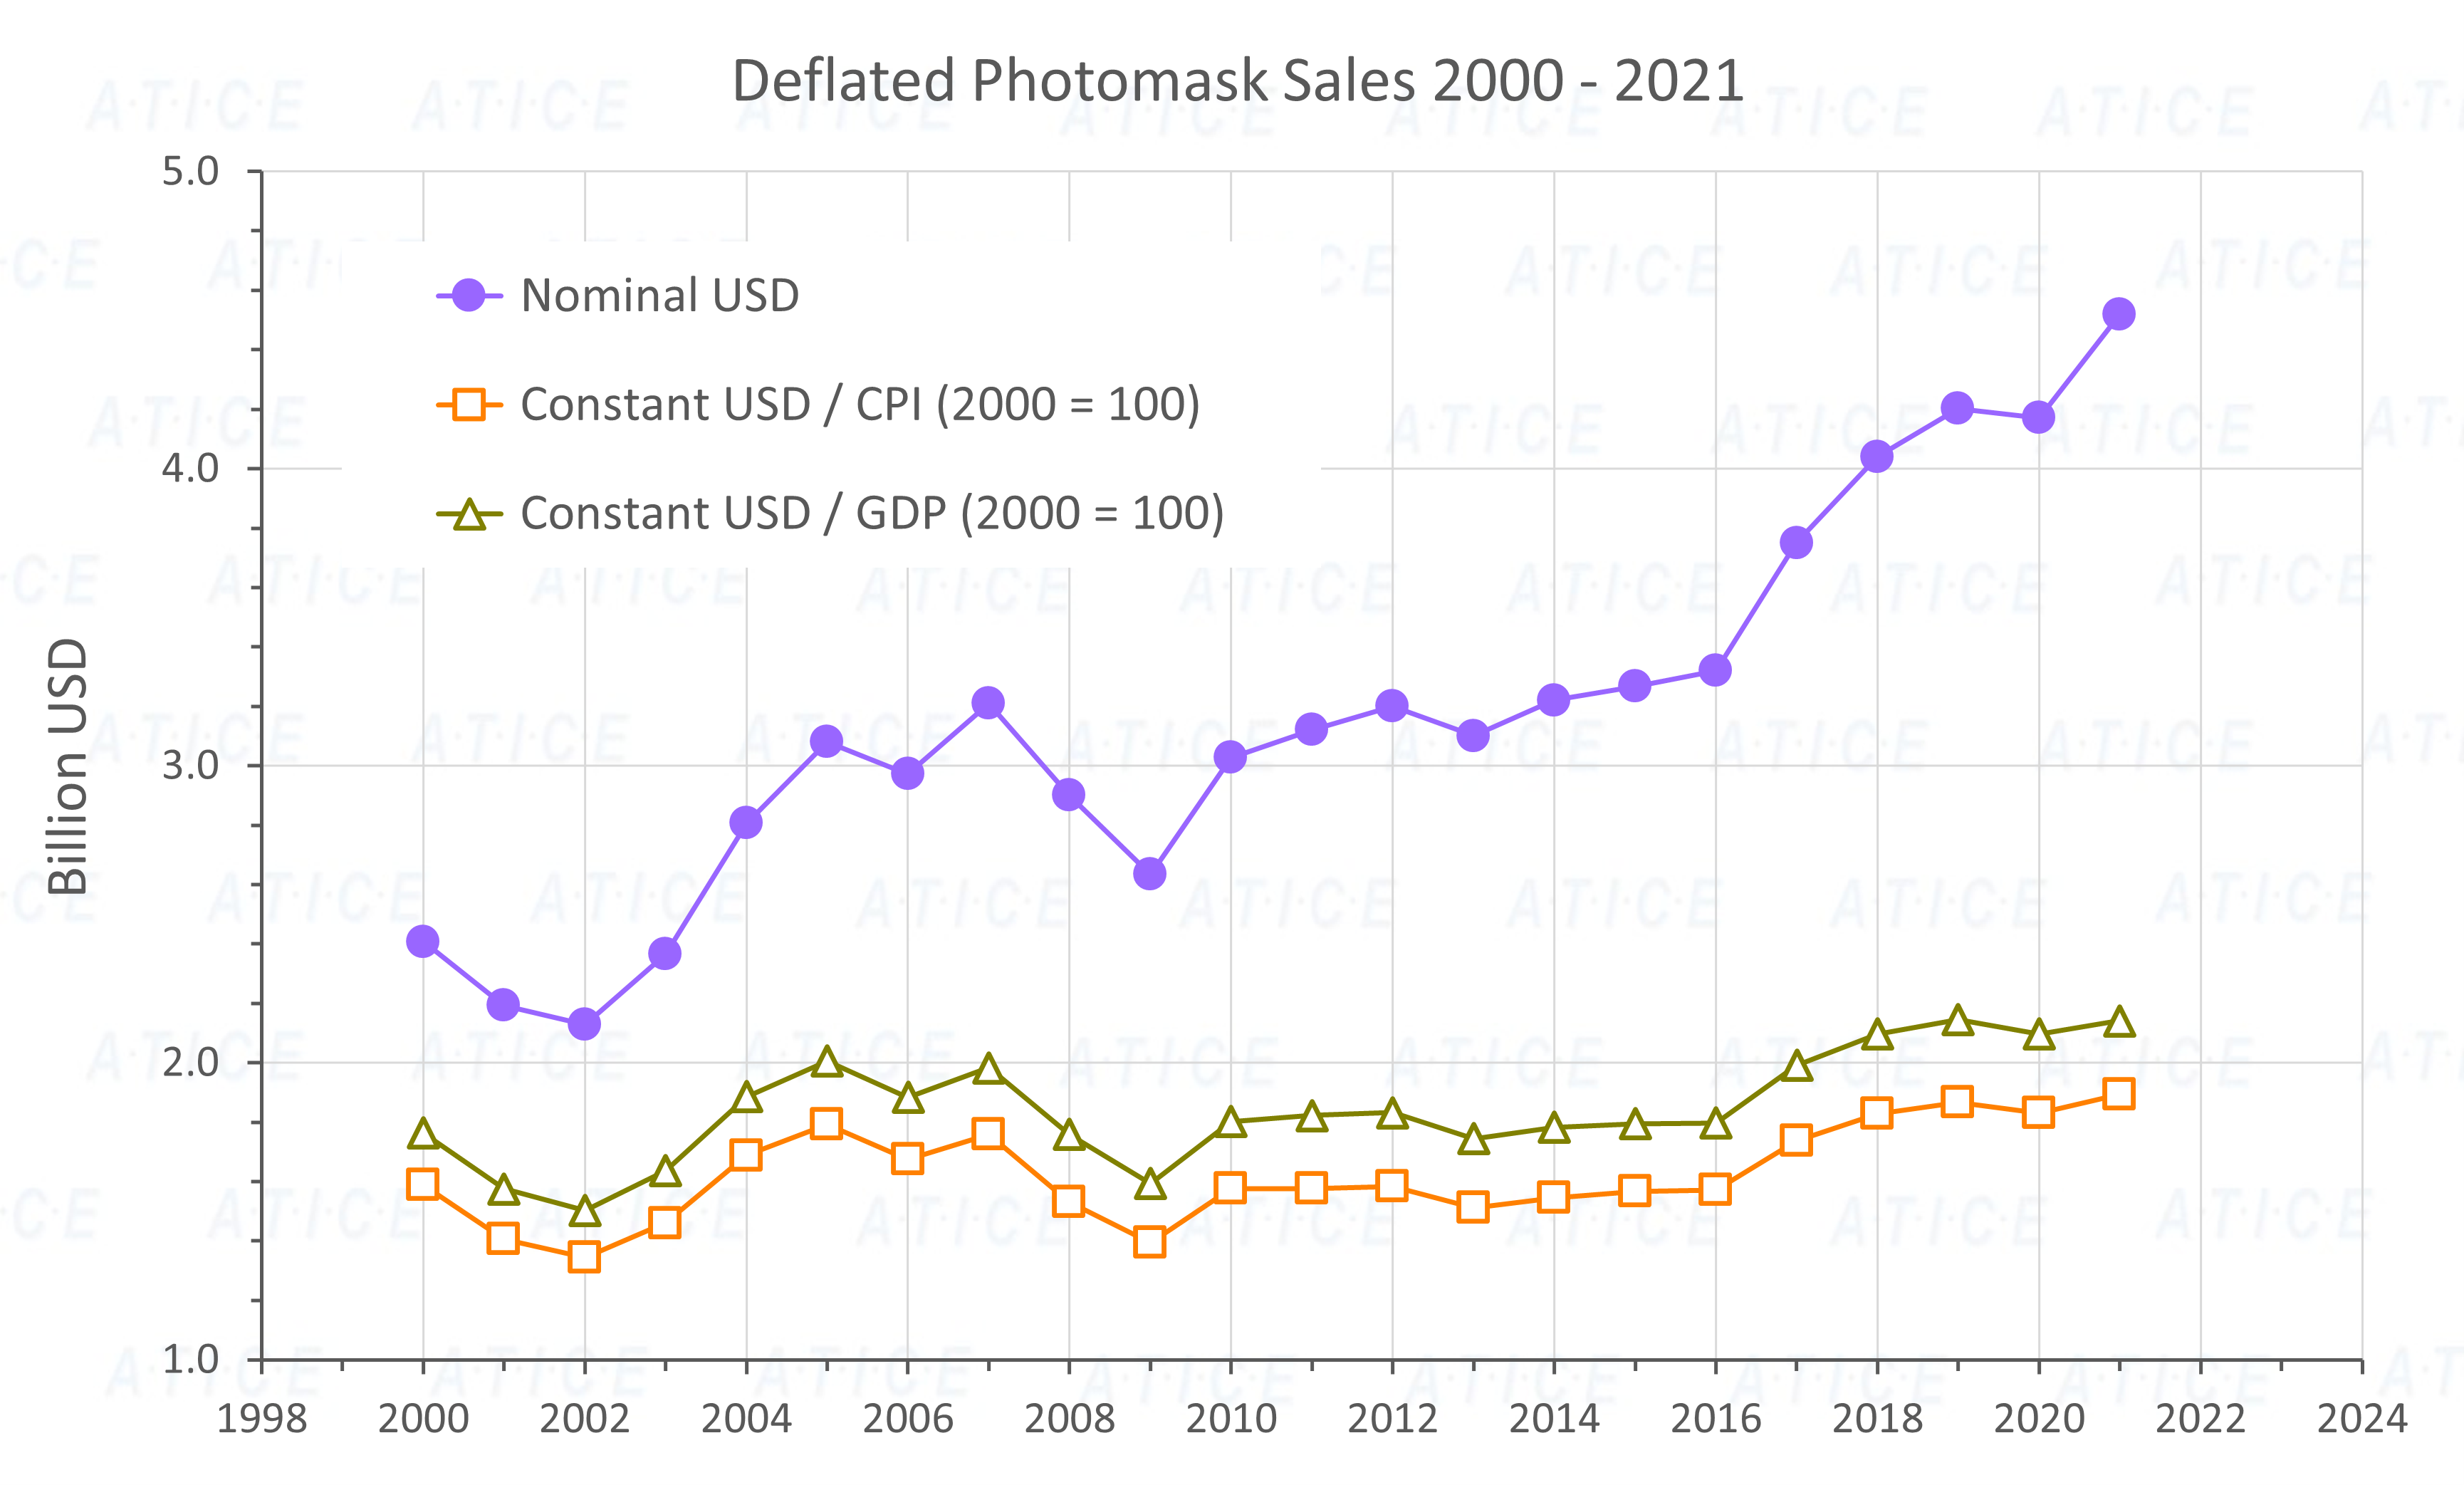 Deflated Photomask Sales 2000 - 2021
5.0
4.0
3.0
2.0
1.0
Billion USD
Nominal USD
Constant USD / CPI (2000 = 100)
Constant USD / GDP (2000 = 100)
1998 2000 2002 2004 2006 2008 2010 2012 2014 2016 2018 2020 2022 2024
A·T·I·C·E